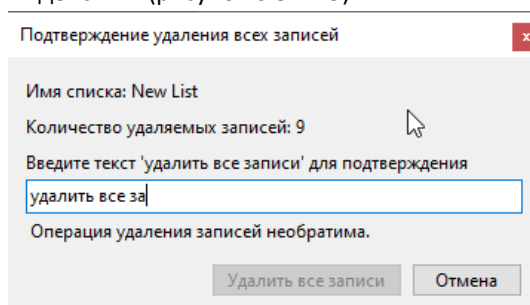 Подтверждение удаления всех записей
x
Имя списка: New List
Количество удаляемых записей: 9
Введите текст 'удалить все записи' для подтверждения
удалить все за
Операция удаления записей необратима.
Удалить все записи Отмена